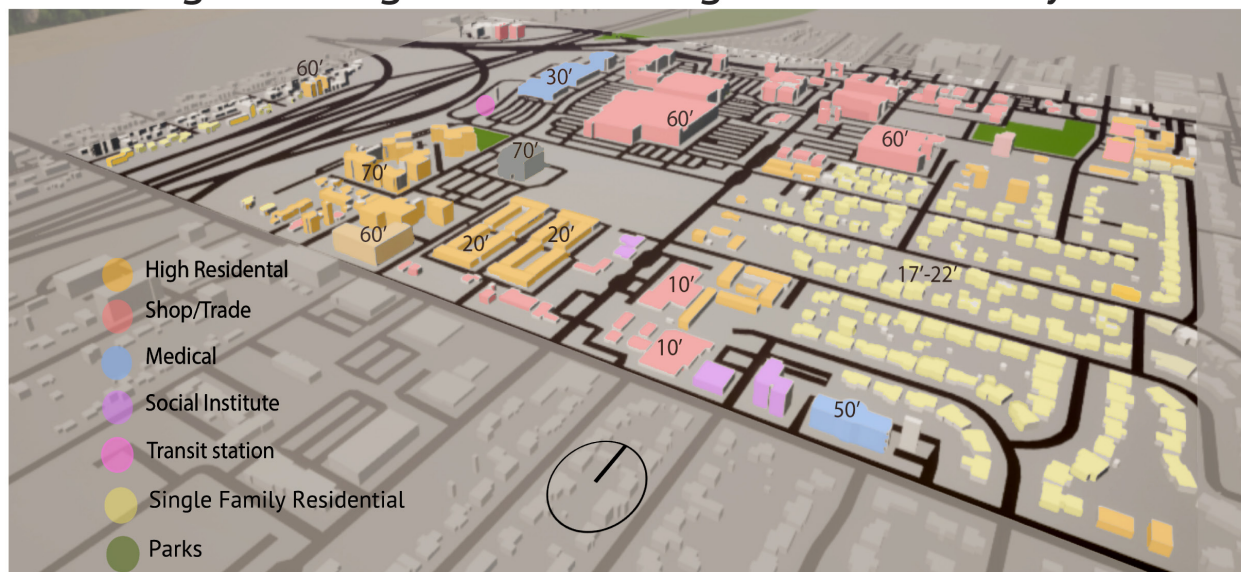 60'
30'
60'
60'
70'
70'
60'
20'
20'
17'-22'
10'
10'
50'
High Residental
Shop/Trade
Medical
Social Institute
Transit station
Single Family Residential
Parks